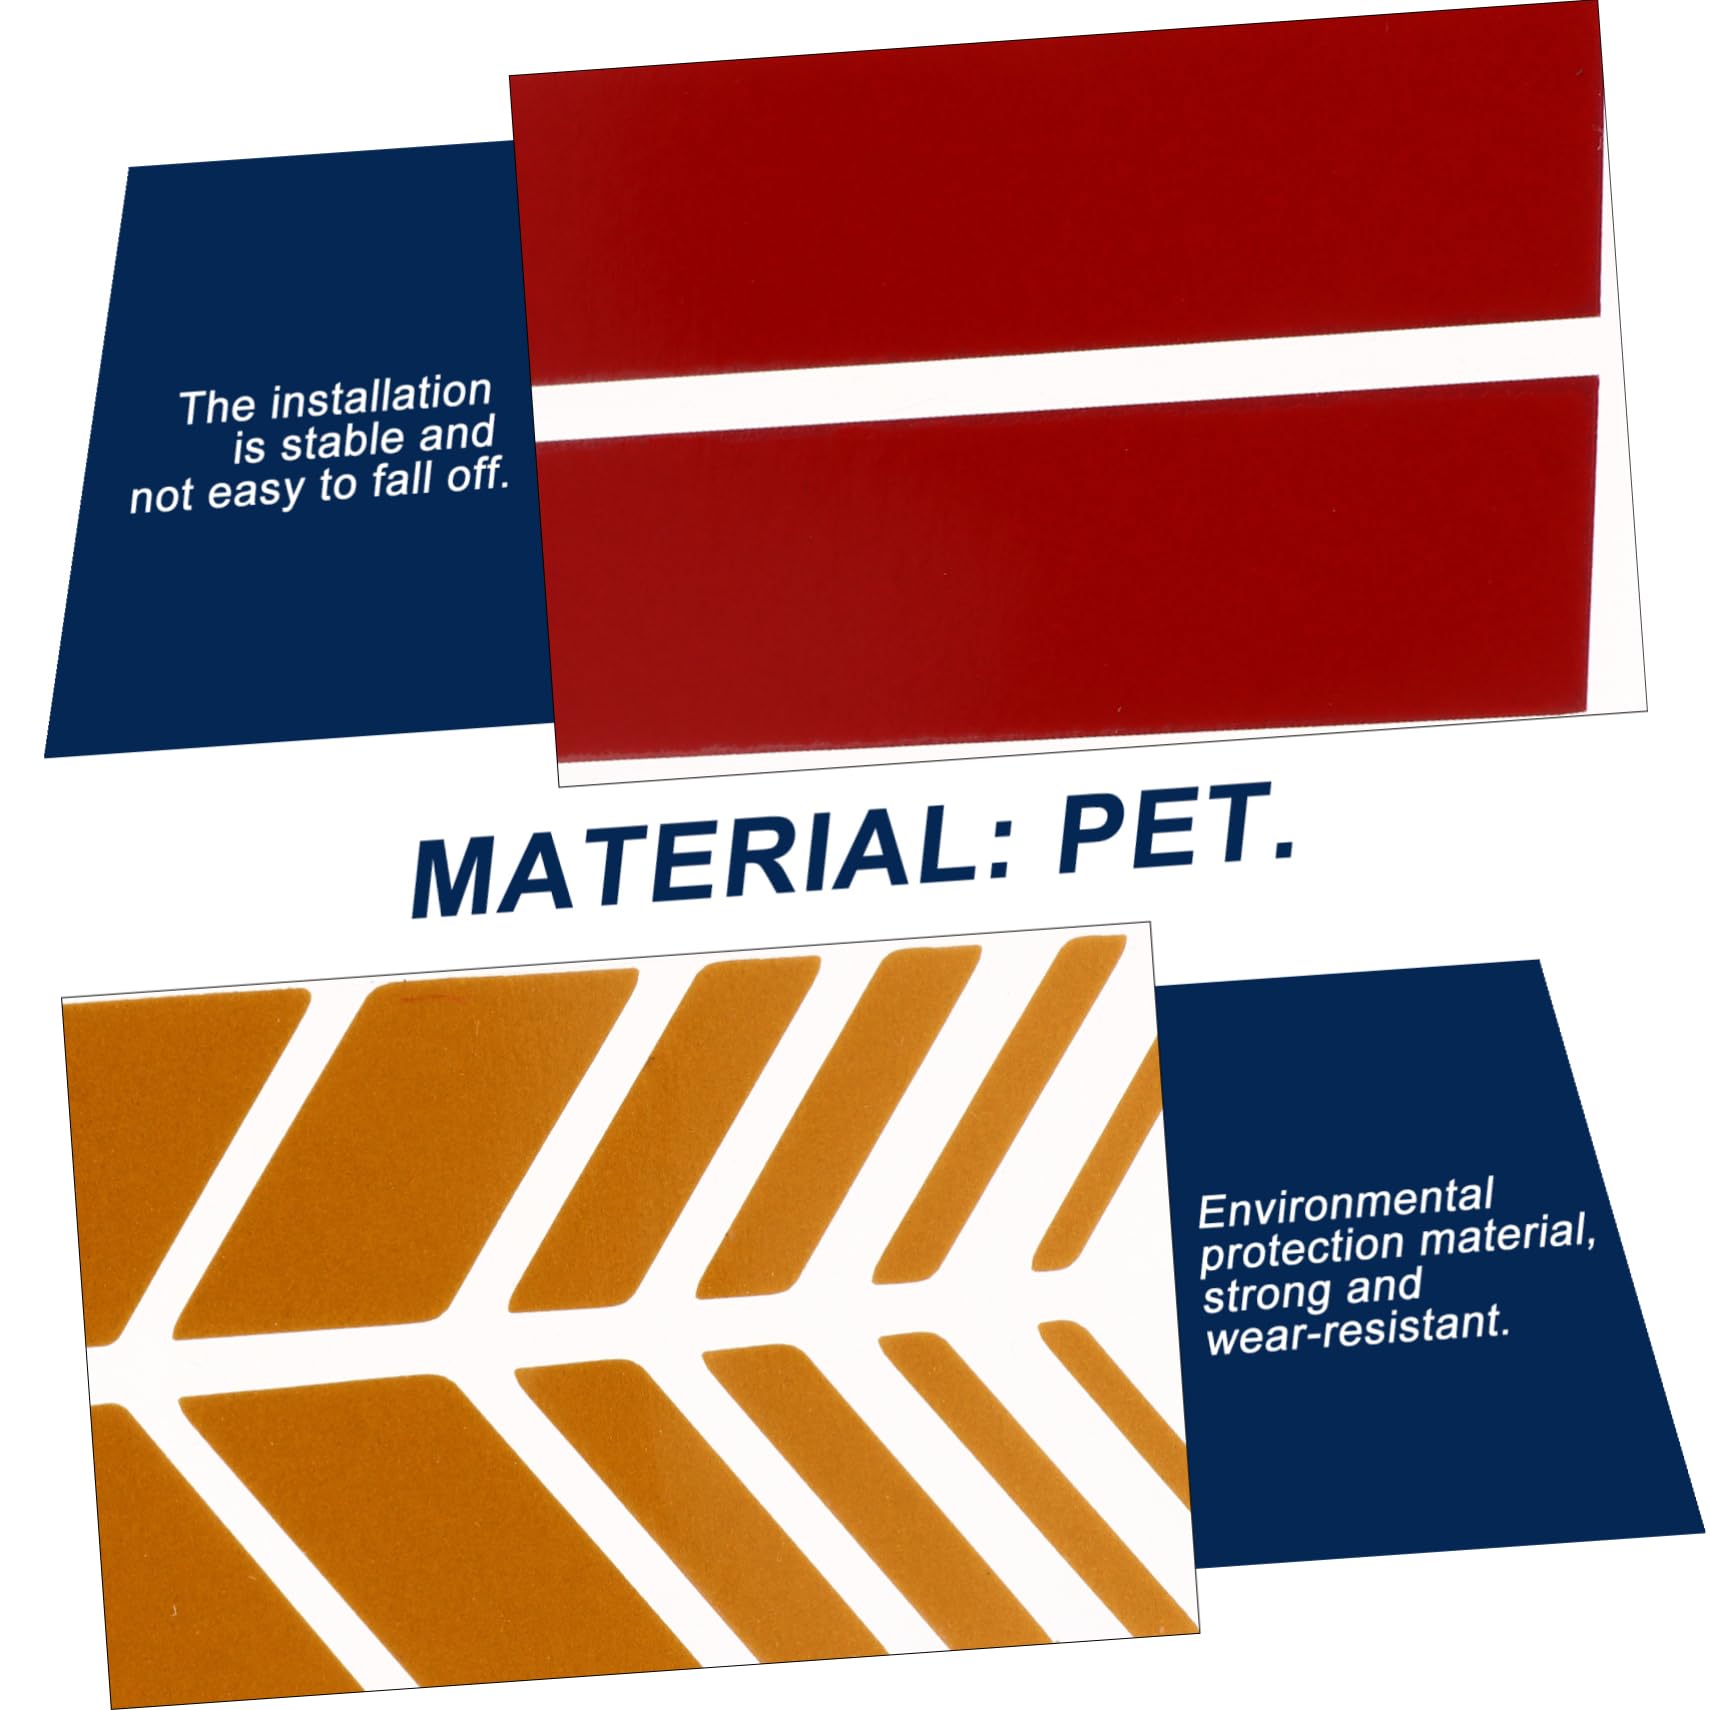 The installation
is stable and
not easy to fall off.
MATERIAL: PET.
Environmental
protection material,
strong and
wear-resistant.